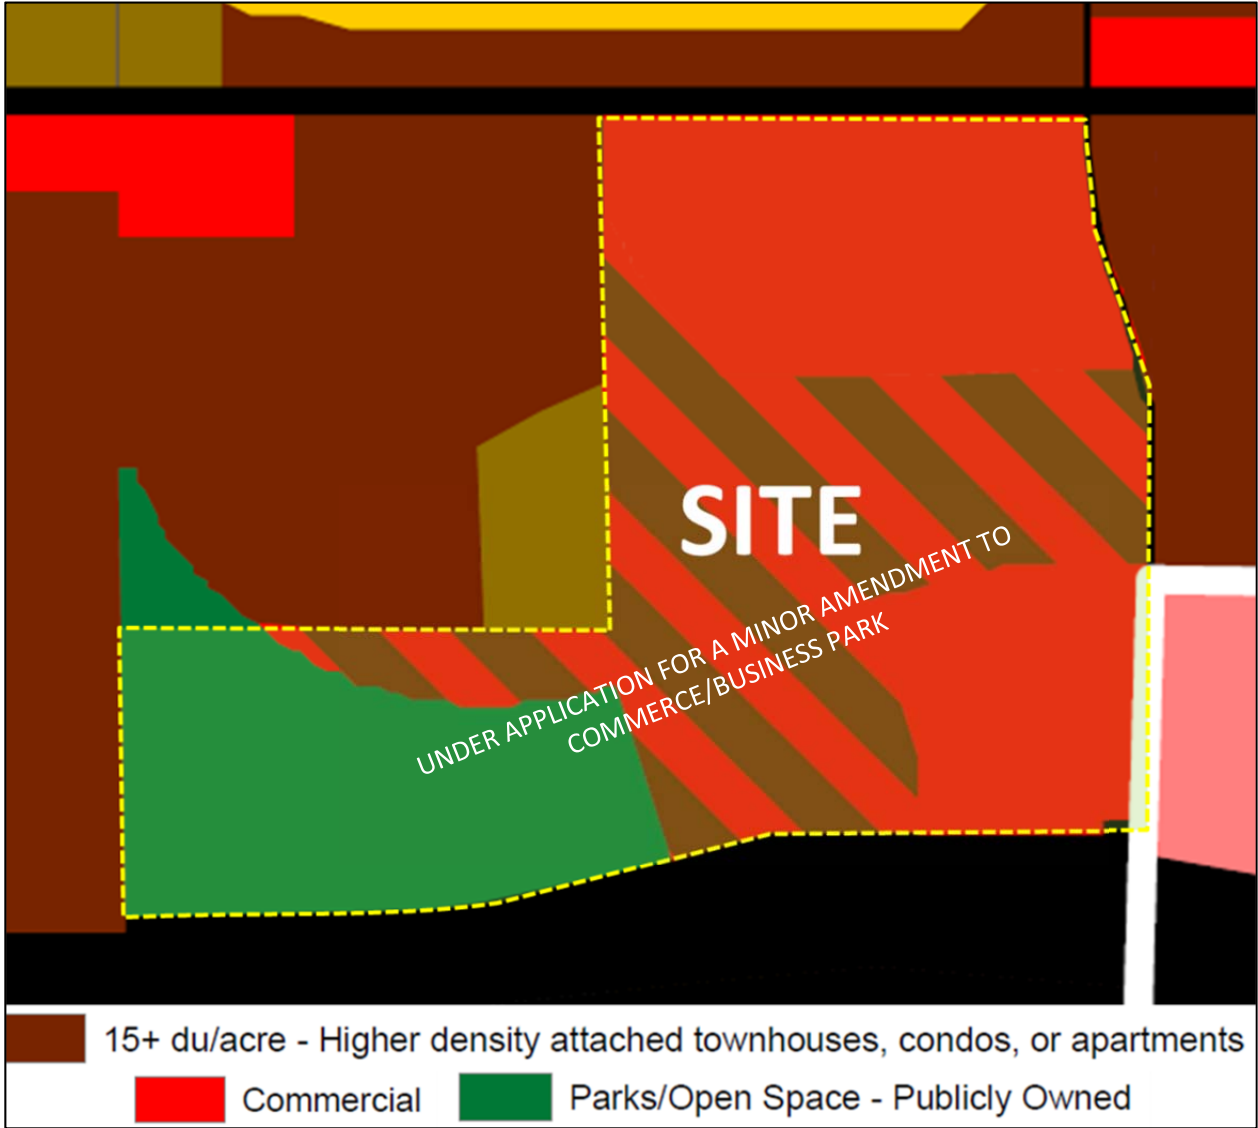 SITE
UNDER APPLICATION FOR A MINOR AMENDMENT TO
COMMERCE/BUSINESS PARK
15+ du/acre - Higher density attached townhouses, condos, or apartments
Commercial
Parks/Open Space - Publicly Owned